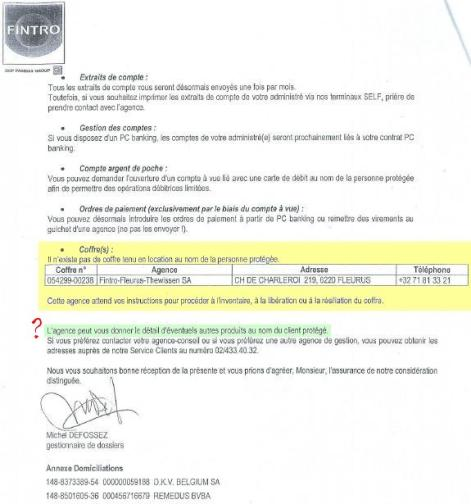 FINTRO
BNP PARIBAS GROUP
• Extraits de compte :
Tous les extraits de compte vous seront désormais envoyés une fois par mois.
Toutefois, si vous souhaitez imprimer les extraits de compte de votre administré via nos terminaux SELF, prière de
prendre contact avec l'agence.
• Gestion des comptes :
Si vous disposez d'un PC banking, les comptes de votre administré(e) seront prochainement liés à votre contrat PC
banking.
• Compte argent de poche :
Vous pouvez demander l'ouverture d'un compte à vue lié avec une carte de débit au nom de la personne protégée
afin de permettre des opérations débitrices limitées.
• Ordres de paiement (exclusivement par le biais du compte à vue) :
Vous pouvez désormais introduire les ordres de paiement à partir de PC banking ou remettre des virements au
guichet d'une agence (ne pas les envoyer !).
• Coffre(s) :
Il n'existe pas de coffre tenu en location au nom de la personne protégée.
Coffre n° Agence Adresse Téléphone
054299-00238 Fintro-Fleurus-Thewissen SA CH DE CHARLEROI 219, 6220 FLEURUS +32 71 81 33 21
Cette agence attend vos instructions pour procéder à l'inventaire, à la libération ou à la résiliation du coffre.
?
L'agence peut vous donner le détail d'éventuels autres produits au nom du client protégé.
Si vous préférez contacter votre agence-conseil ou si vous préférez une autre agence de gestion, vous pouvez obtenir les
adresses auprès de notre Service Clients au numéro 02/433.40.32.
Nous vous souhaitons bonne réception de la présente et vous prions d'agréer, Monsieur, l'assurance de notre considération
distinguée.
Michel DEFOSSEZ
gestionnaire de dossiers
Annexe Domiciliations
148-8373389-54 000000059188 D.K.V. BELGIUM SA
148-8501605-36 000456716679 REMEDUS BVBA